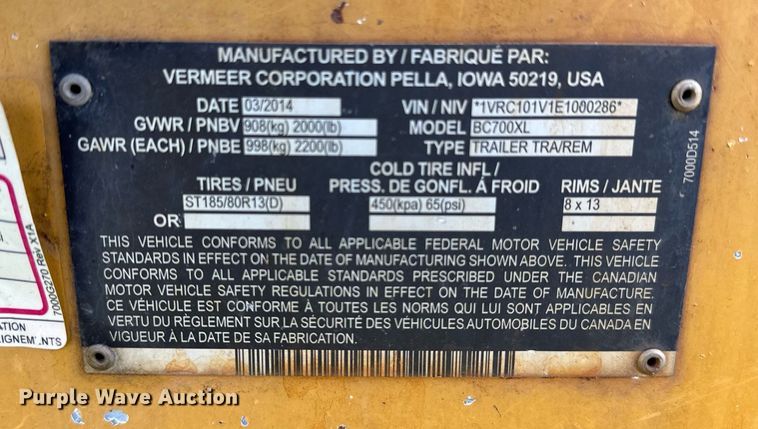 MANUFACTURED BY / FABRIQUÉ PAR:
VERMEER CORPORATION PELLA, IOWA 50219, USA
DATE 03/2014 VIN / NIV *1VRC101V1E1000286*
GVWR / PNBV 908(kg) 2000(lb) MODEL BC700XL
GAWR (EACH) / PNBE 998(kg) 2200(lb) TYPE TRAILER TRA/REM
COLD TIRE INFL /
TIRES / PNEU PRESS. DE GONFL. Á FROID RIMS / JANTE
ST185/80R13(D) 450(kpa) 65(psi) 8 x 13
OR
THIS VEHICLE CONFORMS TO ALL APPLICABLE FEDERAL MOTOR VEHICLE SAFETY
STANDARDS IN EFFECT ON THE DATE OF MANUFACTURING SHOWN ABOVE. THIS VEHICLE
CONFORMS TO ALL APPLICABLE STANDARDS PRESCRIBED UNDER THE CANADIAN
MOTOR VEHICLE SAFETY REGULATIONS IN EFFECT ON THE DATE OF MANUFACTURE.
CE VÉHICULE EST CONFORME À TOUTES LES NORMS QUI LUI SONT APPLICABLES EN
VERTU DU RÈGLEMENT SUR LA SÉCURITÉ DES VÉHICULES AUTOMOBILES DU CANADA EN
VIGUEUR À LA DATE DE SA FABRICATION.
7000D514
7000G270 Rev X1A
ATION
LIGNEMENTS
Purple Wave Auction